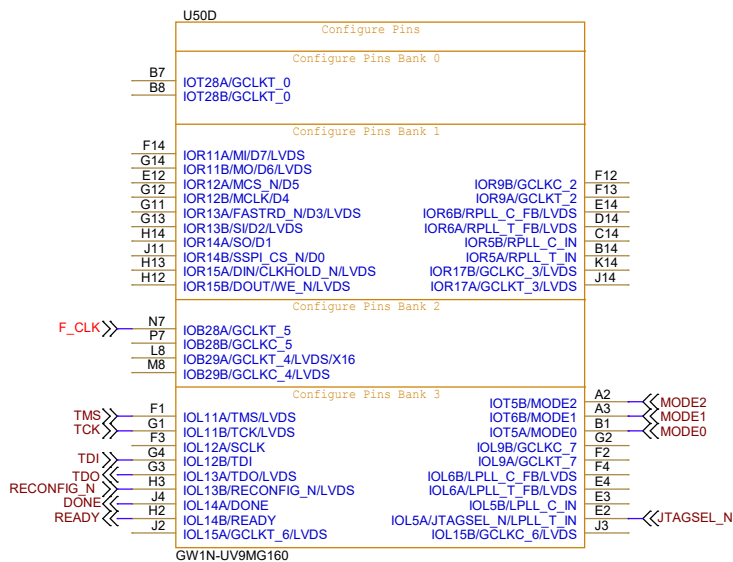 U50D
Configure Pins
Configure Pins Bank 0
B7 IOT28A/GCLKT_0
B8 IOT28B/GCLKT_0
Configure Pins Bank 1
F14 IOR11A/MI/D7/LVDS
G14 IOR11B/MO/D6/LVDS
E12 IOR12A/MCS_N/D5 IOR9B/GCLKC_2 F12
G12 IOR12B/MCLK/D4 IOR9A/GCLKT_2 F13
G11 IOR13A/FASTRD_N/D3/LVDS IOR6B/RPLL_C_FB/LVDS E14
G13 IOR13B/SI/D2/LVDS IOR6A/RPLL_T_FB/LVDS D14
H14 IOR14A/SO/D1 IOR5B/RPLL_C_IN C14
J11 IOR14B/SSPI_CS_N/D0 IOR5A/RPLL_T_IN B14
H13 IOR15A/DIN/CLKHOLD_N/LVDS IOR17B/GCLKC_3/LVDS K14
H12 IOR15B/DOUT/WE_N/LVDS IOR17A/GCLKT_3/LVDS J14
Configure Pins Bank 2
F_CLK N7 IOB28A/GCLKT_5
P7 IOB28B/GCLKC_5
L8 IOB29A/GCLKT_4/LVDS/X16
M8 IOB29B/GCLKC_4/LVDS
Configure Pins Bank 3
IOT5B/MODE2 A2 MODE2
TMS F1 IOL11A/TMS/LVDS IOT6B/MODE1 A3 MODE1
TCK G1 IOL11B/TCK/LVDS IOT5A/MODE0 B1 MODE0
F3 IOL12A/SCLK IOL9B/GCLKC_7 G2
TDI G4 IOL12B/TDI IOL9A/GCLKT_7 F2
TDO G3 IOL13A/TDO/LVDS IOL6B/LPLL_C_FB/LVDS F4
RECONFIG_N H3 IOL13B/RECONFIG_N/LVDS IOL6A/LPLL_T_FB/LVDS E4
DONE J4 IOL14A/DONE IOL5B/LPLL_C_IN E3
READY H2 IOL14B/READY IOL5A/JTAGSEL_N/LPLL_T_IN E2 JTAGSEL_N
J2 IOL15A/GCLKT_6/LVDS IOL15B/GCLKC_6/LVDS J3
GW1N-UV9MG160